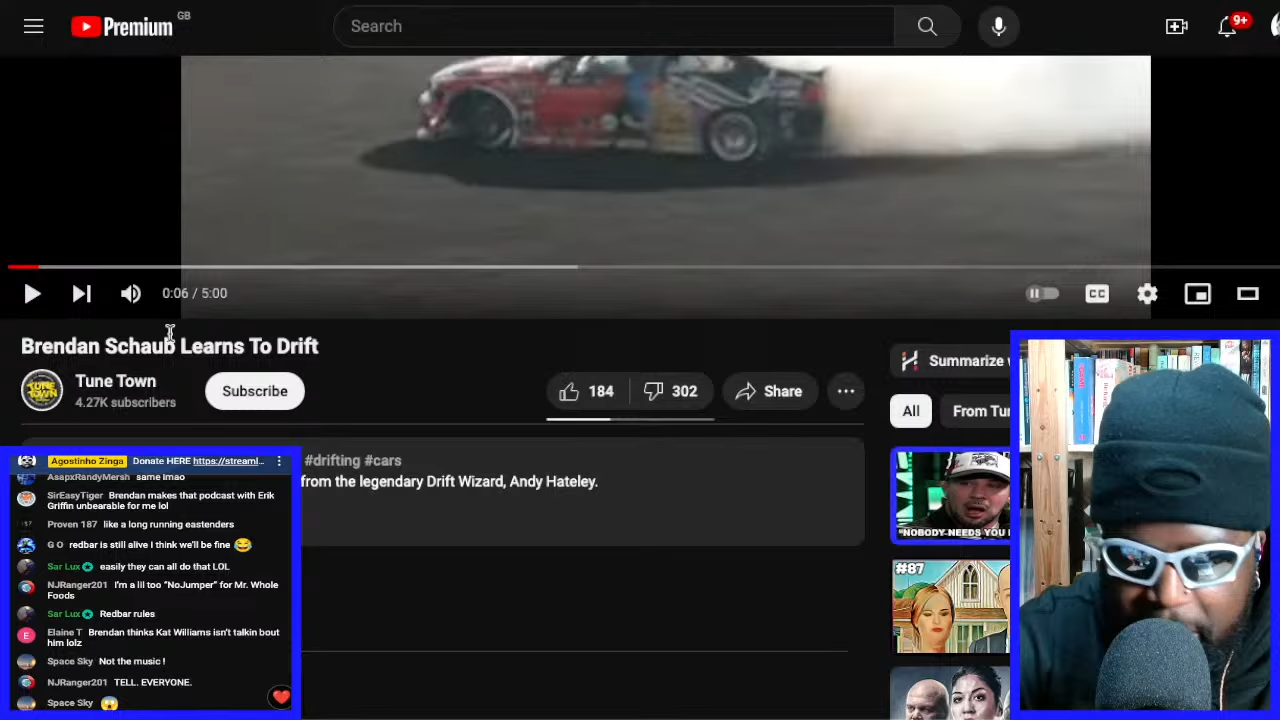 Premium GB
Search
9+
0:06 / 5:00
CC
Brendan Schaub Learns To Drift
Tune Town
4.27K subscribers
Subscribe
184
302
Share
Summarize
All
From Tu
#drifting #cars
from the legendary Drift Wizard, Andy Hateley.
Agostinho Zinga Donate HERE https://streaml...
AsapxRandyMersh same lmao
SirEasyTiger Brendan makes that podcast with Erik
Griffin unbearable for me lol
Proven 187 like a long running eastenders
G O redbar is still alive I think we'll be fine 😂
Sar Lux easily they can all do that LOL
NJRanger201 I'm a lil too "NoJumper" for Mr. Whole
Foods
Sar Lux Redbar rules
Elaine T Brendan thinks Kat Williams isn't talkin bout
him lolz
Space Sky Not the music !
NJRanger201 TELL. EVERYONE.
Space Sky 😱
"NOBODY NEEDS YOU
#87